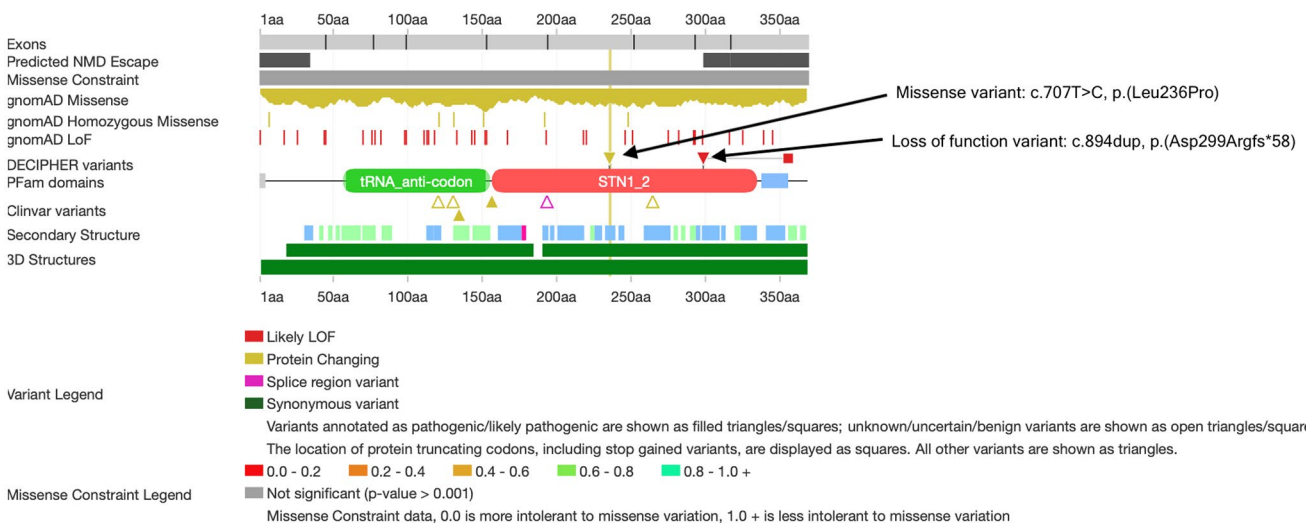 1aa 50aa 100aa 150aa 200aa 250aa 300aa 350aa
Exons
Predicted NMD Escape
Missense Constraint
gnomAD Missense
Missense variant: c.707T>C, p.(Leu236Pro)
gnomAD Homozygous Missense
gnomAD LoF
Loss of function variant: c.894dup, p.(Asp299Argfs*58)
DECIPHER variants
PFam domains
tRNA_anti-codon STN1_2
Clinvar variants
Secondary Structure
3D Structures
1aa 50aa 100aa 150aa 200aa 250aa 300aa 350aa
Likely LOF
Protein Changing
Splice region variant
Variant Legend
Synonymous variant
Variants annotated as pathogenic/likely pathogenic are shown as filled triangles/squares; unknown/uncertain/benign variants are shown as open triangles/square
The location of protein truncating codons, including stop gained variants, are displayed as squares. All other variants are shown as triangles.
0.0 - 0.2 0.2 - 0.4 0.4 - 0.6 0.6 - 0.8 0.8 - 1.0 +
Missense Constraint Legend
Not significant (p-value > 0.001)
Missense Constraint data, 0.0 is more intolerant to missense variation, 1.0 + is less intolerant to missense variation